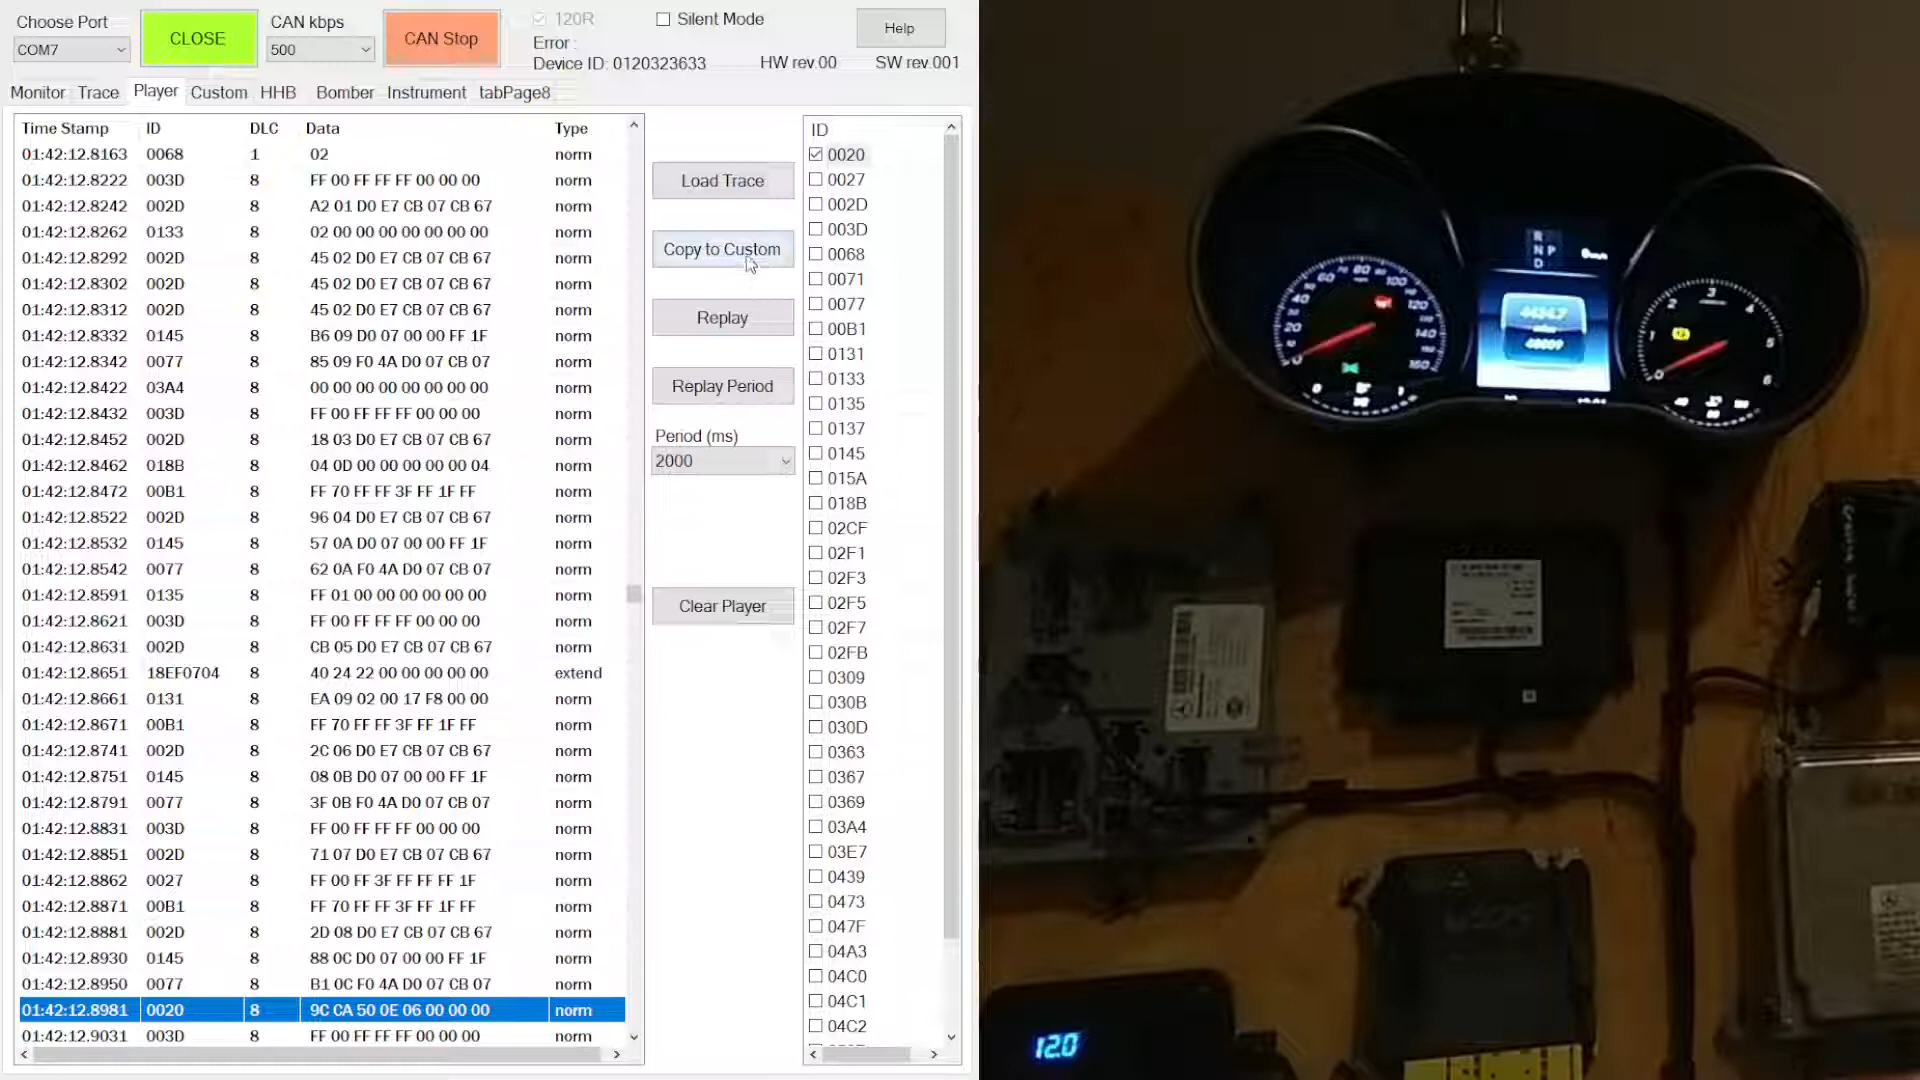 Choose Port
COM7
CLOSE
CAN kbps
500
CAN Stop
120R
Silent Mode
Help
Error :
Device ID: 0120323633
HW rev.00
SW rev.001
Monitor
Trace
Player
Custom
HHB
Bomber
Instrument
tabPage8
Time Stamp ID DLC Data Type
01:42:12.8163 0068 1 02 norm
01:42:12.8222 003D 8 FF 00 FF FF FF 00 00 00 norm
01:42:12.8242 002D 8 A2 01 D0 E7 CB 07 CB 67 norm
01:42:12.8262 0133 8 02 00 00 00 00 00 00 00 norm
01:42:12.8292 002D 8 45 02 D0 E7 CB 07 CB 67 norm
01:42:12.8302 002D 8 45 02 D0 E7 CB 07 CB 67 norm
01:42:12.8312 002D 8 45 02 D0 E7 CB 07 CB 67 norm
01:42:12.8332 0145 8 B6 09 D0 07 00 00 FF 1F norm
01:42:12.8342 0077 8 85 09 F0 4A D0 07 CB 07 norm
01:42:12.8422 03A4 8 00 00 00 00 00 00 00 00 norm
01:42:12.8432 003D 8 FF 00 FF FF FF 00 00 00 norm
01:42:12.8452 002D 8 18 03 D0 E7 CB 07 CB 67 norm
01:42:12.8462 018B 8 04 0D 00 00 00 00 00 04 norm
01:42:12.8472 00B1 8 FF 70 FF FF 3F FF 1F FF norm
01:42:12.8522 002D 8 96 04 D0 E7 CB 07 CB 67 norm
01:42:12.8532 0145 8 57 0A D0 07 00 00 FF 1F norm
01:42:12.8542 0077 8 62 0A F0 4A D0 07 CB 07 norm
01:42:12.8591 0135 8 FF 01 00 00 00 00 00 00 norm
01:42:12.8621 003D 8 FF 00 FF FF FF 00 00 00 norm
01:42:12.8631 002D 8 CB 05 D0 E7 CB 07 CB 67 norm
01:42:12.8651 18EF0704 8 40 24 22 00 00 00 00 00 extend
01:42:12.8661 0131 8 EA 09 02 00 17 F8 00 00 norm
01:42:12.8671 00B1 8 FF 70 FF FF 3F FF 1F FF norm
01:42:12.8741 002D 8 2C 06 D0 E7 CB 07 CB 67 norm
01:42:12.8751 0145 8 08 0B D0 07 00 00 FF 1F norm
01:42:12.8791 0077 8 3F 0B F0 4A D0 07 CB 07 norm
01:42:12.8831 003D 8 FF 00 FF FF FF 00 00 00 norm
01:42:12.8851 002D 8 71 07 D0 E7 CB 07 CB 67 norm
01:42:12.8862 0027 8 FF 00 FF 3F FF FF FF 1F norm
01:42:12.8871 00B1 8 FF 70 FF FF 3F FF 1F FF norm
01:42:12.8881 002D 8 2D 08 D0 E7 CB 07 CB 67 norm
01:42:12.8930 0145 8 88 0C D0 07 00 00 FF 1F norm
01:42:12.8950 0077 8 B1 0C F0 4A D0 07 CB 07 norm
01:42:12.8981 0020 8 9C CA 50 0E 06 00 00 00 norm
01:42:12.9031 003D 8 FF 00 FF FF FF 00 00 00 norm
Load Trace
Copy to Custom
Replay
Replay Period
Period (ms)
2000
Clear Player
ID
0020
0027
002D
003D
0068
0071
0077
00B1
0131
0133
0135
0137
0145
015A
018B
02CF
02F1
02F3
02F5
02F7
02FB
0309
030B
030D
0363
0367
0369
03A4
03E7
0439
0473
047F
04A3
04C0
04C1
04C2
R
N P
D
0
20
40
60
80
100
120
140
160
0
1
2
3
4
5
6
12.0